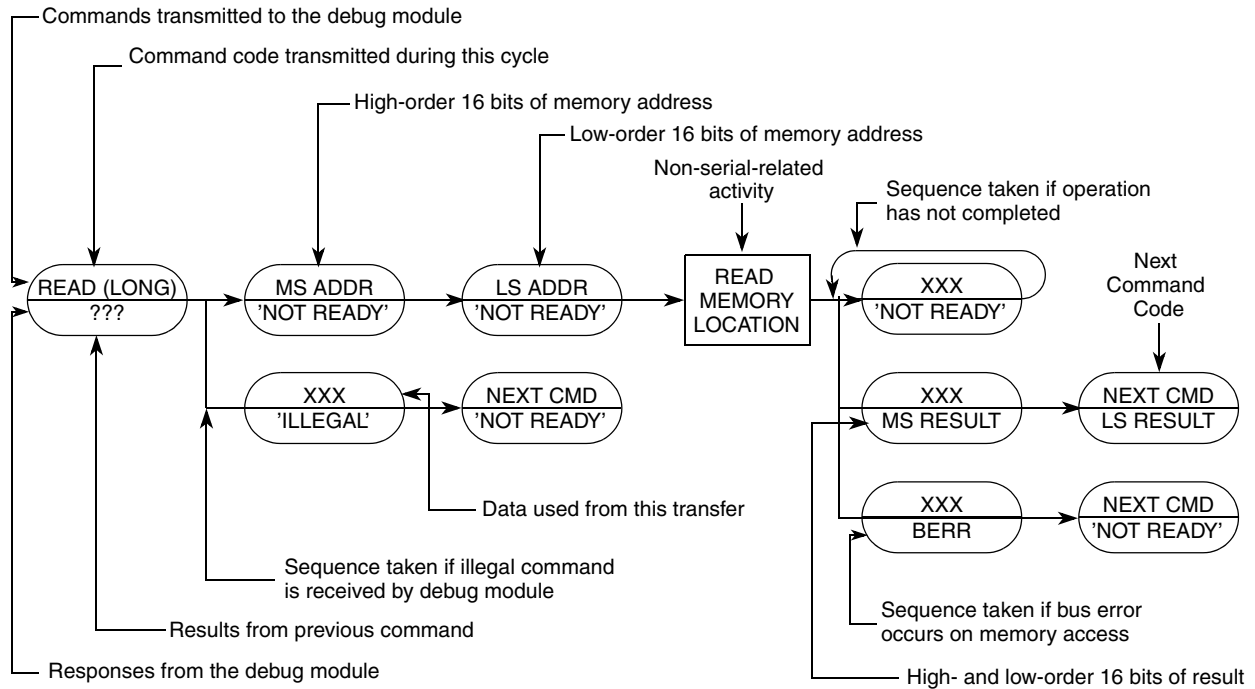 Commands transmitted to the debug module
Command code transmitted during this cycle
High-order 16 bits of memory address
Low-order 16 bits of memory address
Non-serial-related
activity
Sequence taken if operation
has not completed
Next
Command
Code
READ (LONG)
???
MS ADDR
'NOT READY'
LS ADDR
'NOT READY'
READ
MEMORY
LOCATION
XXX
'NOT READY'
XXX
'ILLEGAL'
NEXT CMD
'NOT READY'
XXX
MS RESULT
NEXT CMD
LS RESULT
XXX
BERR
NEXT CMD
'NOT READY'
Data used from this transfer
Sequence taken if illegal command
is received by debug module
Sequence taken if bus error
occurs on memory access
Results from previous command
Responses from the debug module
High- and low-order 16 bits of result